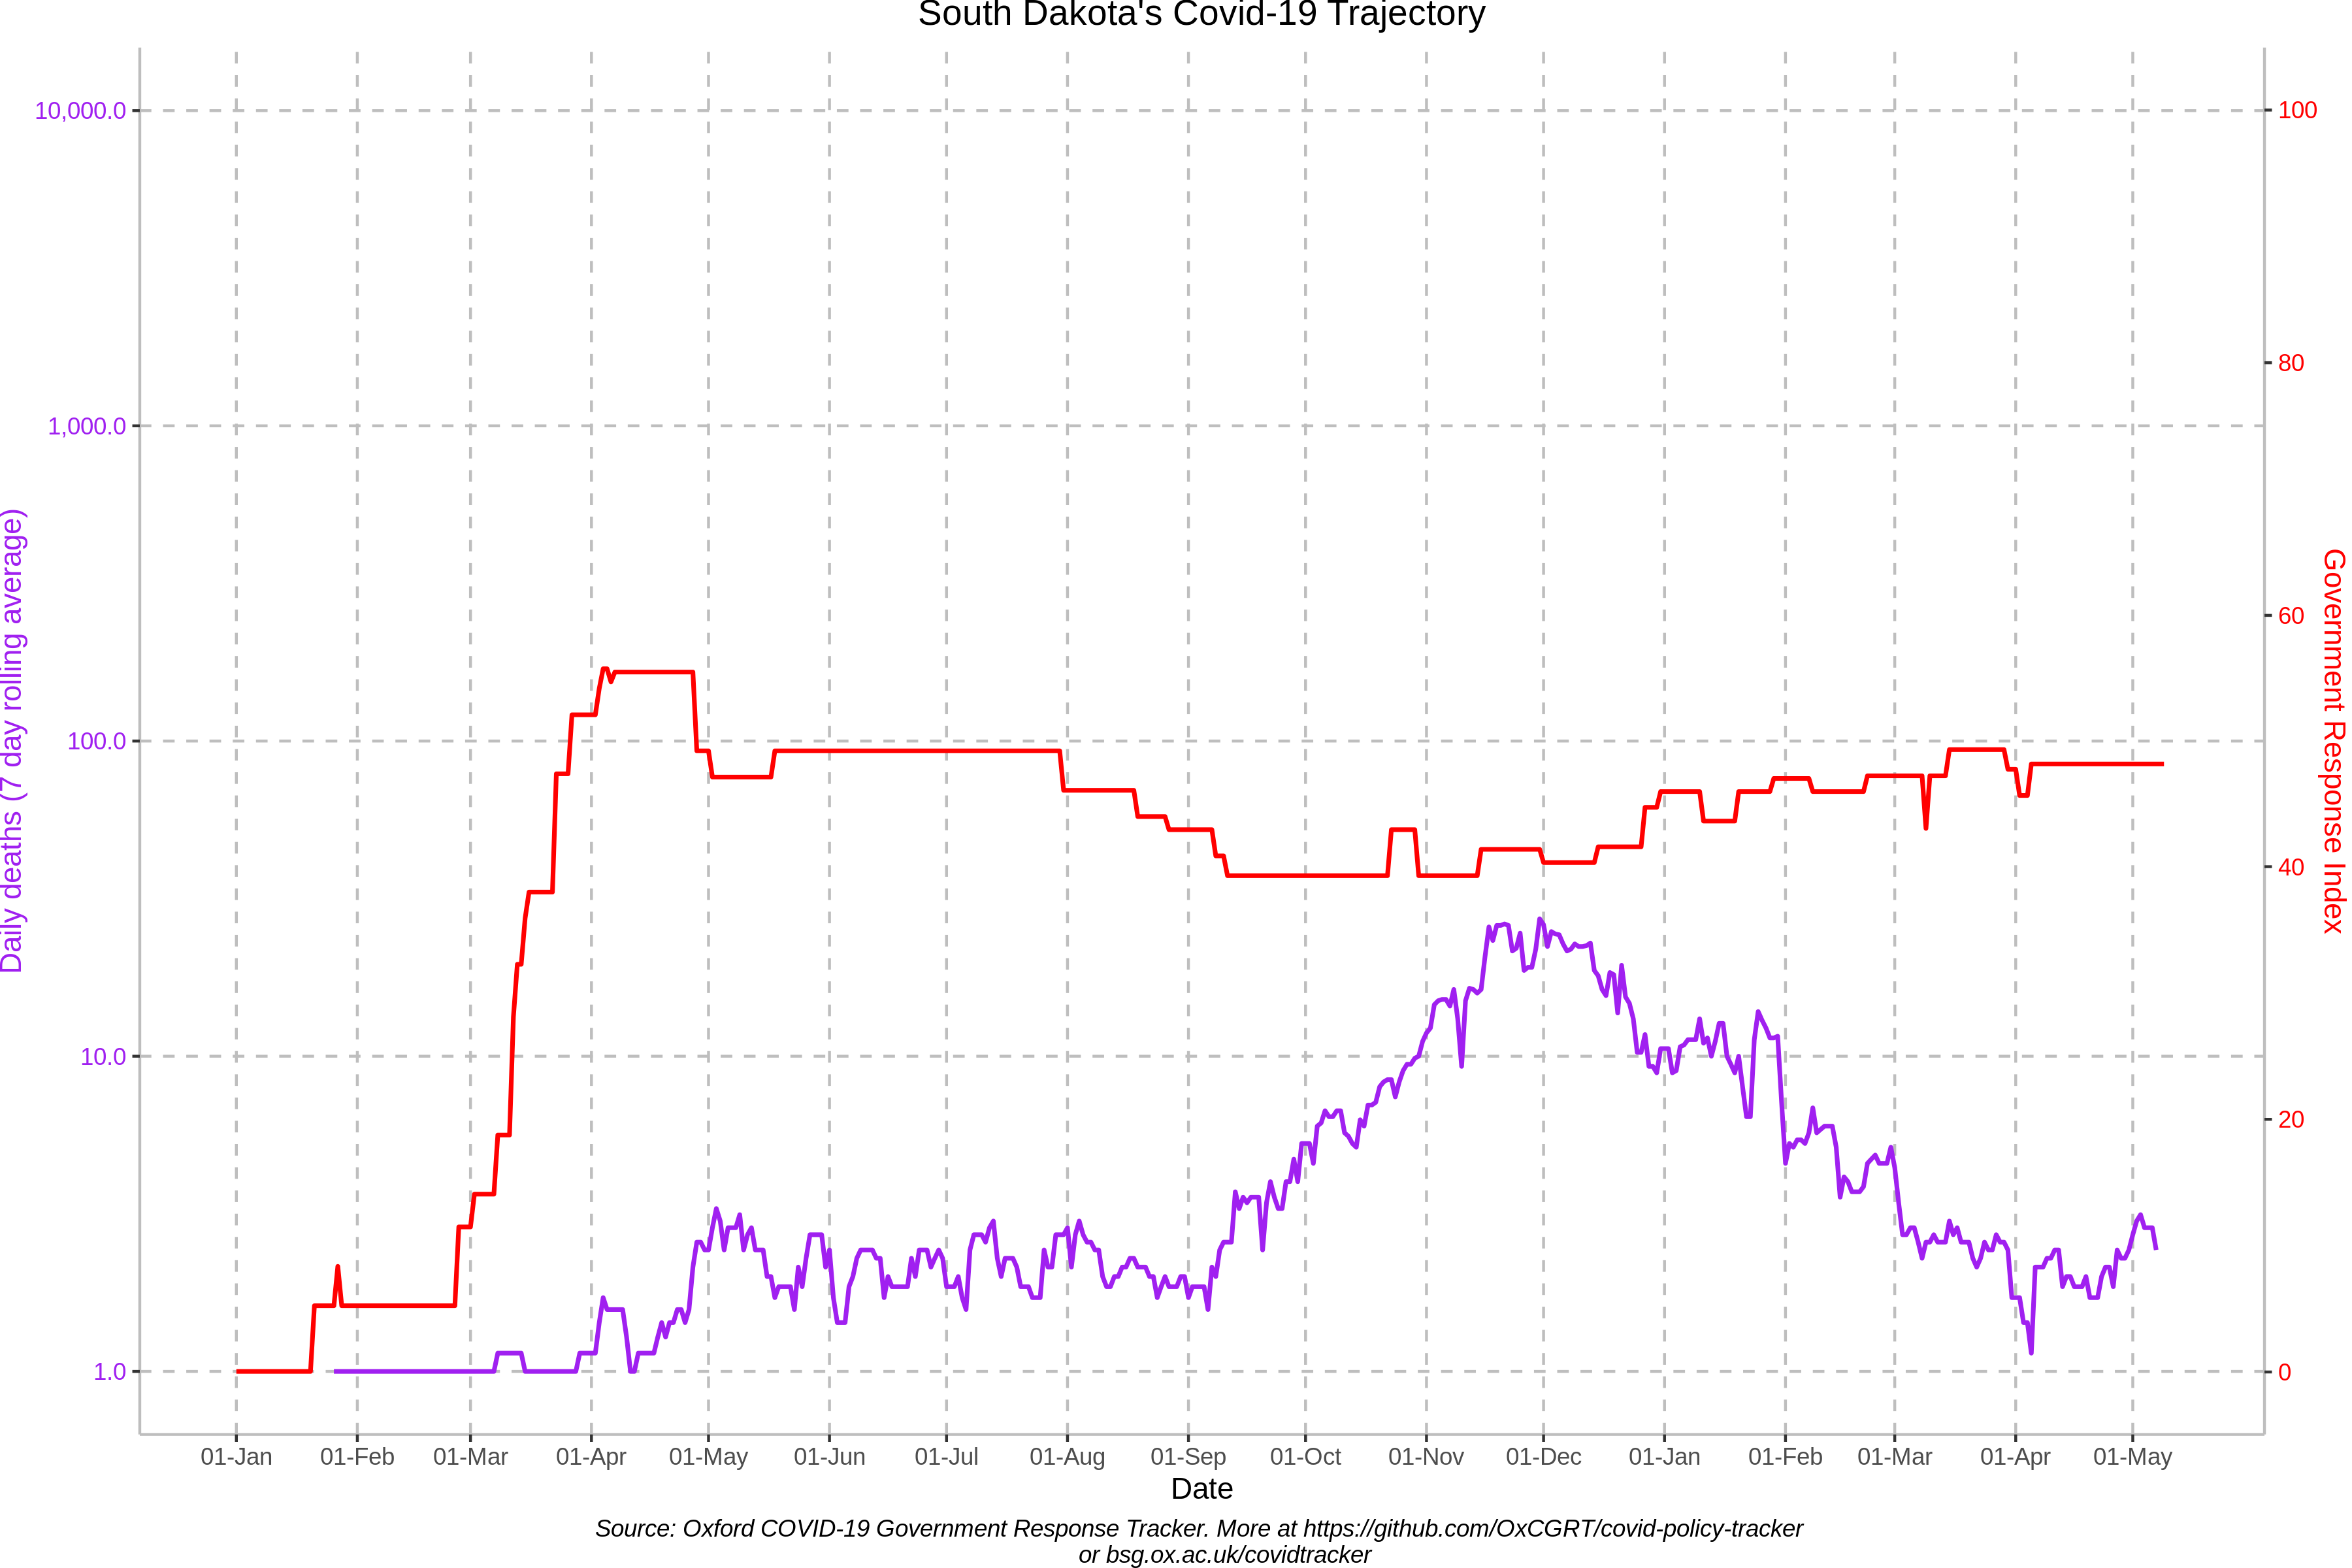 South Dakota's Covid-19 Trajectory
10,000.0
1,000.0
100.0
10.0
1.0
Daily deaths (7 day rolling average)
100
80
60
40
20
0
Government Response Index
01-Jan 01-Feb 01-Mar 01-Apr 01-May 01-Jun 01-Jul 01-Aug 01-Sep 01-Oct 01-Nov 01-Dec 01-Jan 01-Feb 01-Mar 01-Apr 01-May
Date
Source: Oxford COVID-19 Government Response Tracker. More at https://github.com/OxCGRT/covid-policy-tracker
or bsg.ox.ac.uk/covidtracker